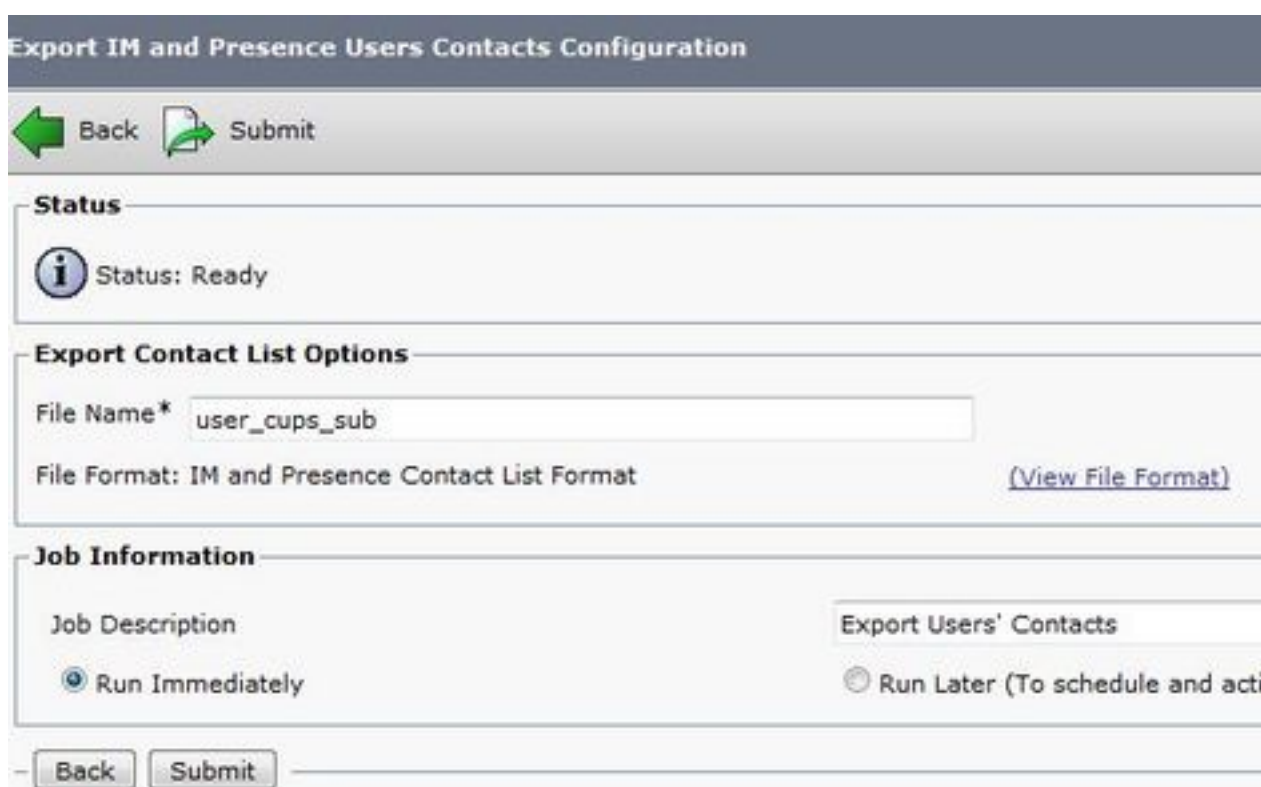 Export IM and Presence Users Contacts Configuration
Back Submit
Status
i Status: Ready
Export Contact List Options
File Name* user_cups_sub
File Format: IM and Presence Contact List Format (View File Format)
Job Information
Job Description Export Users' Contacts
Run Immediately Run Later (To schedule and acti
Back Submit